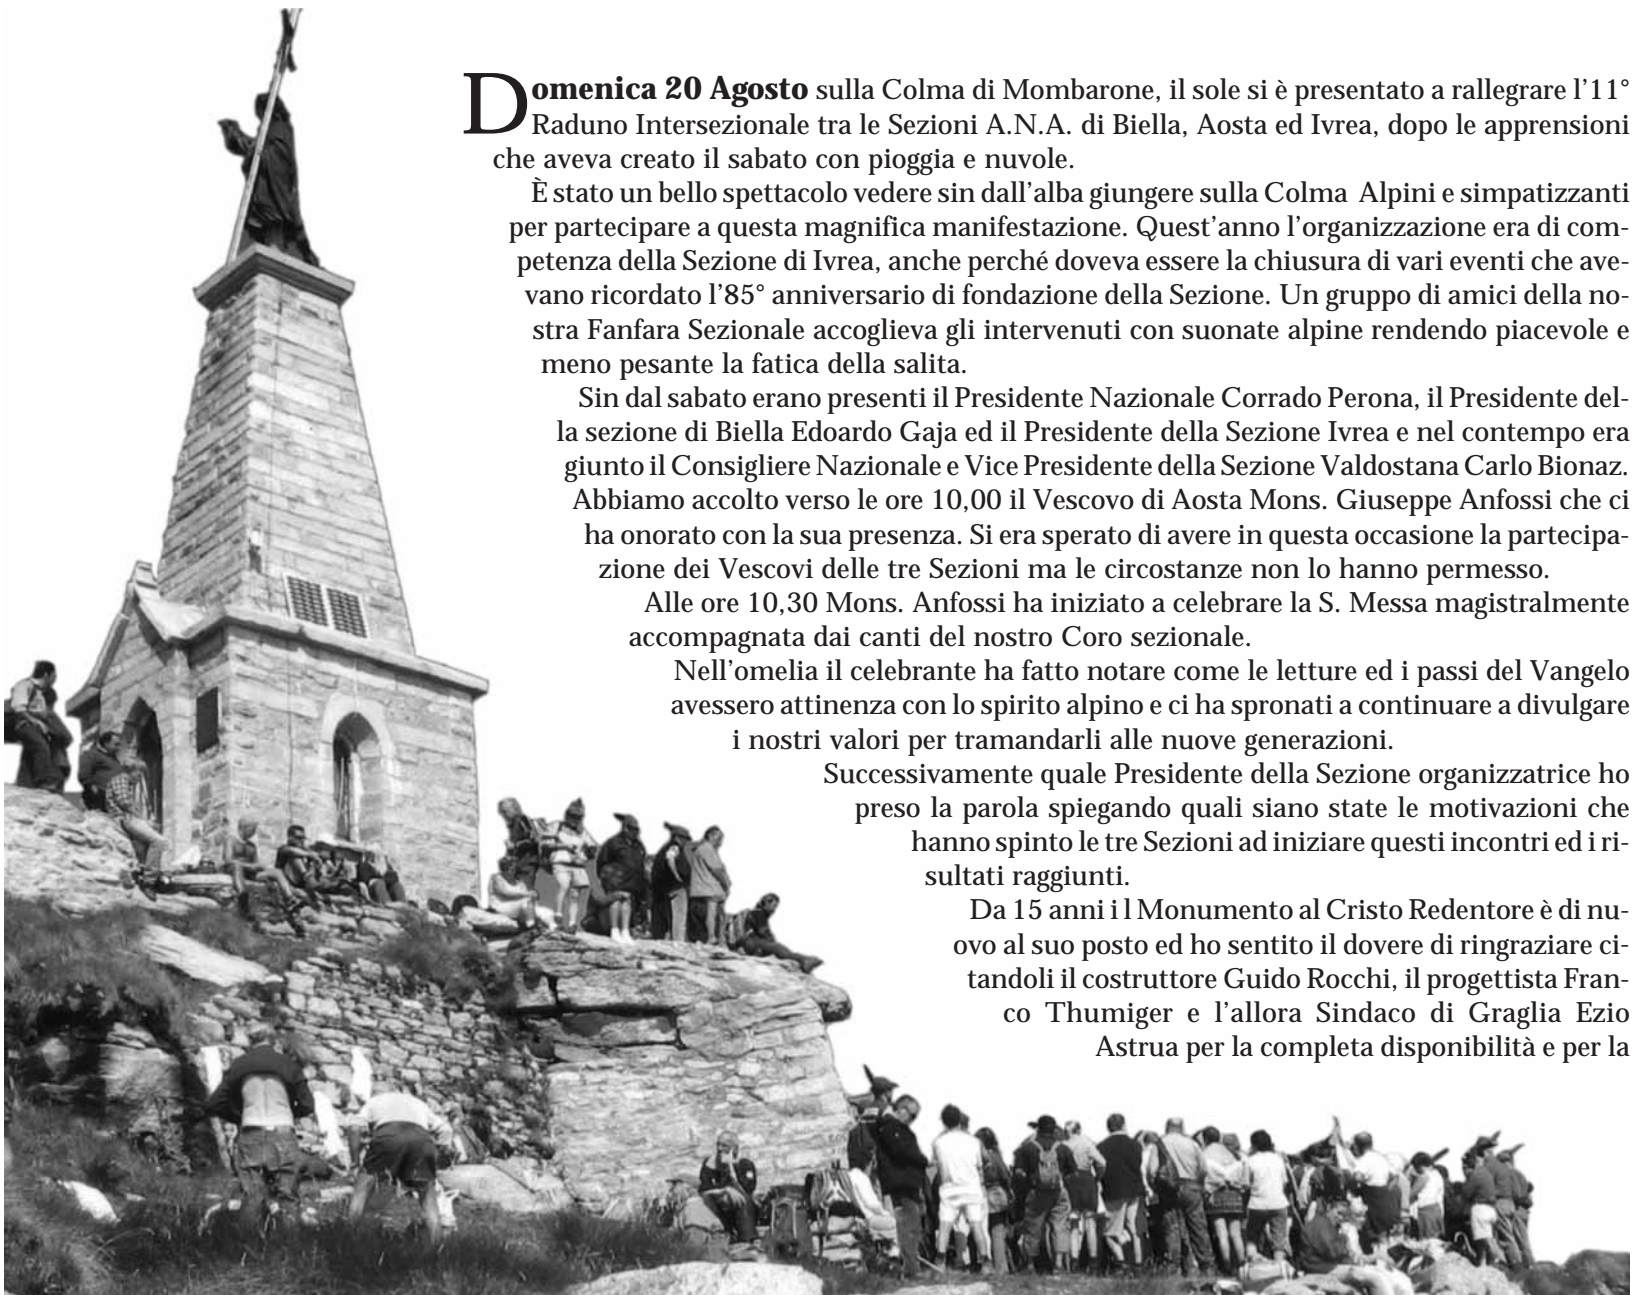 Domenica 20 Agosto sulla Colma di Mombarone, il sole si è presentato a rallegrare l'11°
Raduno Intersezionale tra le Sezioni A.N.A. di Biella, Aosta ed Ivrea, dopo le apprensioni
che aveva creato il sabato con pioggia e nuvole.
È stato un bello spettacolo vedere sin dall'alba giungere sulla Colma Alpini e simpatizzanti
per partecipare a questa magnifica manifestazione. Quest'anno l'organizzazione era di com-
petenza della Sezione di Ivrea, anche perché doveva essere la chiusura di vari eventi che ave-
vano ricordato l'85° anniversario di fondazione della Sezione. Un gruppo di amici della no-
stra Fanfara Sezionale accoglieva gli intervenuti con suonate alpine rendendo piacevole e
meno pesante la fatica della salita.
Sin dal sabato erano presenti il Presidente Nazionale Corrado Perona, il Presidente del-
la sezione di Biella Edoardo Gaja ed il Presidente della Sezione Ivrea e nel contempo era
giunto il Consigliere Nazionale e Vice Presidente della Sezione Valdostana Carlo Bionaz.
Abbiamo accolto verso le ore 10,00 il Vescovo di Aosta Mons. Giuseppe Anfossi che ci
ha onorato con la sua presenza. Si era sperato di avere in questa occasione la partecipa-
zione dei Vescovi delle tre Sezioni ma le circostanze non lo hanno permesso.
Alle ore 10,30 Mons. Anfossi ha iniziato a celebrare la S. Messa magistralmente
accompagnata dai canti del nostro Coro sezionale.
Nell'omelia il celebrante ha fatto notare come le letture ed i passi del Vangelo
avessero attinenza con lo spirito alpino e ci ha spronati a continuare a divulgare
i nostri valori per tramandarli alle nuove generazioni.
Successivamente quale Presidente della Sezione organizzatrice ho
preso la parola spiegando quali siano state le motivazioni che
hanno spinto le tre Sezioni ad iniziare questi incontri ed i ri-
sultati raggiunti.
Da 15 anni i l Monumento al Cristo Redentore è di nu-
ovo al suo posto ed ho sentito il dovere di ringraziare ci-
tandoli il costruttore Guido Rocchi, il progettista Fran-
co Thumiger e l'allora Sindaco di Graglia Ezio
Astrua per la completa disponibilità e per la